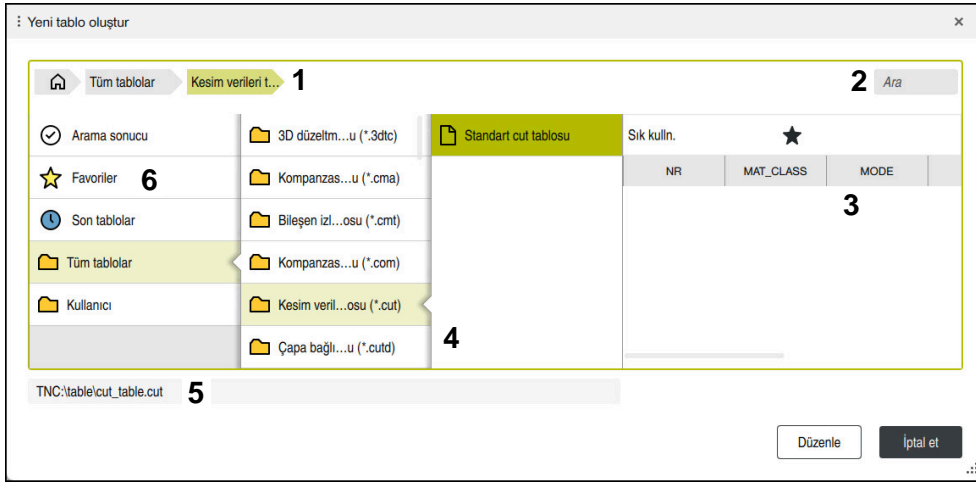 Yeni tablo oluştur
Tüm tablolar Kesim verileri t... 1 2 Ara
Arama sonucu 3D düzeltm...u (*.3dtc) Standart cut tablosu Sık kulln.
Favoriler 6 Kompanzas...u (*.cma) NR MAT_CLASS MODE
3
Son tablolar Bileşen izl...osu (*.cmt)
Tüm tablolar Kompanzas...u (*.com)
Kullanıcı Kesim veril...osu (*.cut)
4
Çapa bağlı...u (*.cutd)
TNC:\table\cut_table.cut 5
Düzenle İptal et